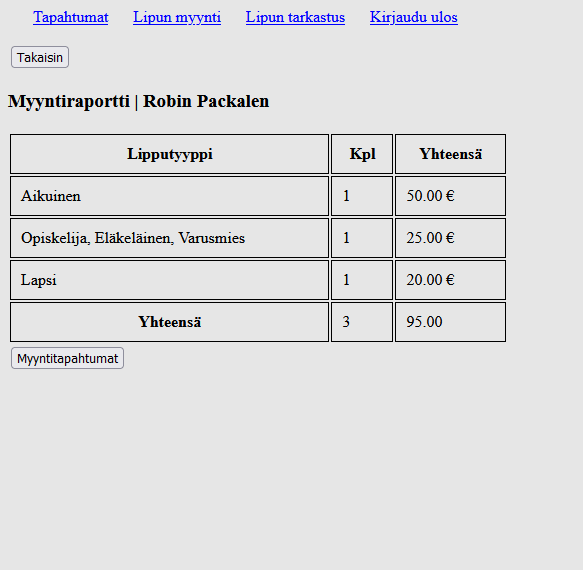 Tapahtumat Lipun myynti Lipun tarkastus Kirjaudu ulos
Takaisin
Myyntiraportti | Robin Packalen
Lipputyyppi Kpl Yhteensä
Aikuinen 1 50.00 €
Opiskelija, Eläkeläinen, Varusmies 1 25.00 €
Lapsi 1 20.00 €
Yhteensä 3 95.00
Myyntitapahtumat